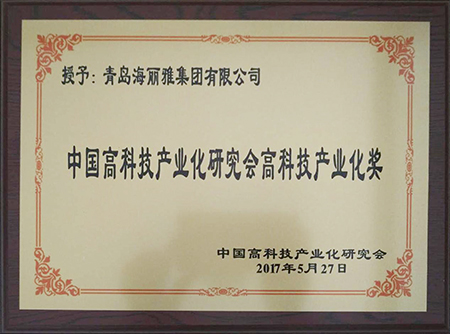 授予：青岛海丽雅集团有限公司
中国高科技产业化研究会高科技产业化奖
中国高科技产业化研究会
2017年5月27日